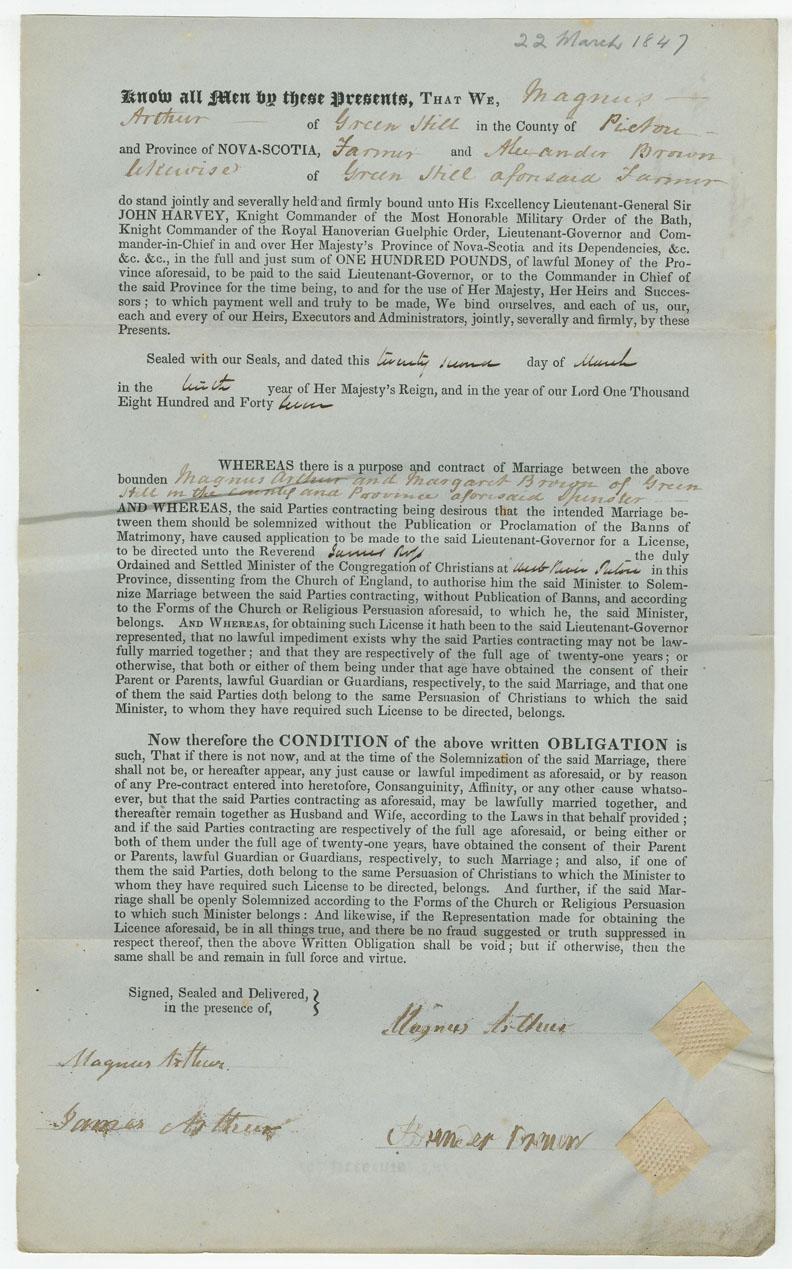 22 March 1847
Know all Men by these Presents, THAT WE, Magnus
Arthur of Green Hill in the County of Pictou
and Province of NOVA-SCOTIA, Farmer and Alexander Brown
likewise of Green Hill aforesaid Farmer
do stand jointly and severally held and firmly bound unto His Excellency Lieutenant-General Sir
JOHN HARVEY, Knight Commander of the Most Honorable Military Order of the Bath,
Knight Commander of the Royal Hanoverian Guelphic Order, Lieutenant-Governor and Com-
mander-in-Chief in and over Her Majesty's Province of Nova-Scotia and its Dependencies, &c.
&c. &c., in the full and just sum of ONE HUNDRED POUNDS, of lawful Money of the Pro-
vince aforesaid, to be paid to the said Lieutenant-Governor, or to the Commander in Chief of
the said Province for the time being, to and for the use of Her Majesty, Her Heirs and Succes-
sors; to which payment well and truly to be made, We bind ourselves, and each of us, our,
each and every of our Heirs, Executors and Administrators, jointly, severally and firmly, by these
Presents.
Sealed with our Seals, and dated this twenty second day of March
in the tenth year of Her Majesty's Reign, and in the year of our Lord One Thousand
Eight Hundred and Forty seven
WHEREAS there is a purpose and contract of Marriage between the above
bounden Magnus Arthur and Margaret Brown of Green
Hill in the County and Province aforesaid Spinster
AND WHEREAS, the said Parties contracting being desirous that the intended Marriage be-
tween them should be solemnized without the Publication or Proclamation of the Banns of
Matrimony, have caused application to be made to the said Lieutenant-Governor for a License,
to be directed unto the Reverend James Ross the duly
Ordained and Settled Minister of the Congregation of Christians at West River Pictou in this
Province, dissenting from the Church of England, to authorise him the said Minister to Solem-
nize Marriage between the said Parties contracting, without Publication of Banns, and according
to the Forms of the Church or Religious Persuasion aforesaid, to which he, the said Minister,
belongs. AND WHEREAS, for obtaining such License it hath been to the said Lieutenant-Governor
represented, that no lawful impediment exists why the said Parties contracting may not be law-
fully married together; and that they are respectively of the full age of twenty-one years; or
otherwise, that both or either of them being under that age have obtained the consent of their
Parent or Parents, lawful Guardian or Guardians, respectively, to the said Marriage, and that one
of them the said Parties doth belong to the same Persuasion of Christians to which the said
Minister, to whom they have required such License to be directed, belongs.
Now therefore the CONDITION of the above written OBLIGATION is
such, That if there is not now, and at the time of the Solemnization of the said Marriage, there
shall not be, or hereafter appear, any just cause or lawful impediment as aforesaid, or by reason
of any Pre-contract entered into heretofore, Consanguinity, Affinity, or any other cause whatso-
ever, but that the said Parties contracting as aforesaid, may be lawfully married together, and
thereafter remain together as Husband and Wife, according to the Laws in that behalf provided;
and if the said Parties contracting are respectively of the full age aforesaid, or being either or
both of them under the full age of twenty-one years, have obtained the consent of their Parent
or Parents, lawful Guardian or Guardians, respectively, to such Marriage; and also, if one of
them the said Parties, doth belong to the same Persuasion of Christians to which the Minister to
whom they have required such License to be directed, belongs. And further, if the said Mar-
riage shall be openly Solemnized according to the Forms of the Church or Religious Persuasion
to which such Minister belongs: And likewise, if the Representation made for obtaining the
Licence aforesaid, be in all things true, and there be no fraud suggested or truth suppressed in
respect thereof, then the above Written Obligation shall be void; but if otherwise, then the
same shall be and remain in full force and virtue.
Signed, Sealed and Delivered,
in the presence of,
Magnus Arthur
Magnus Arthur
James Arthur
Brown